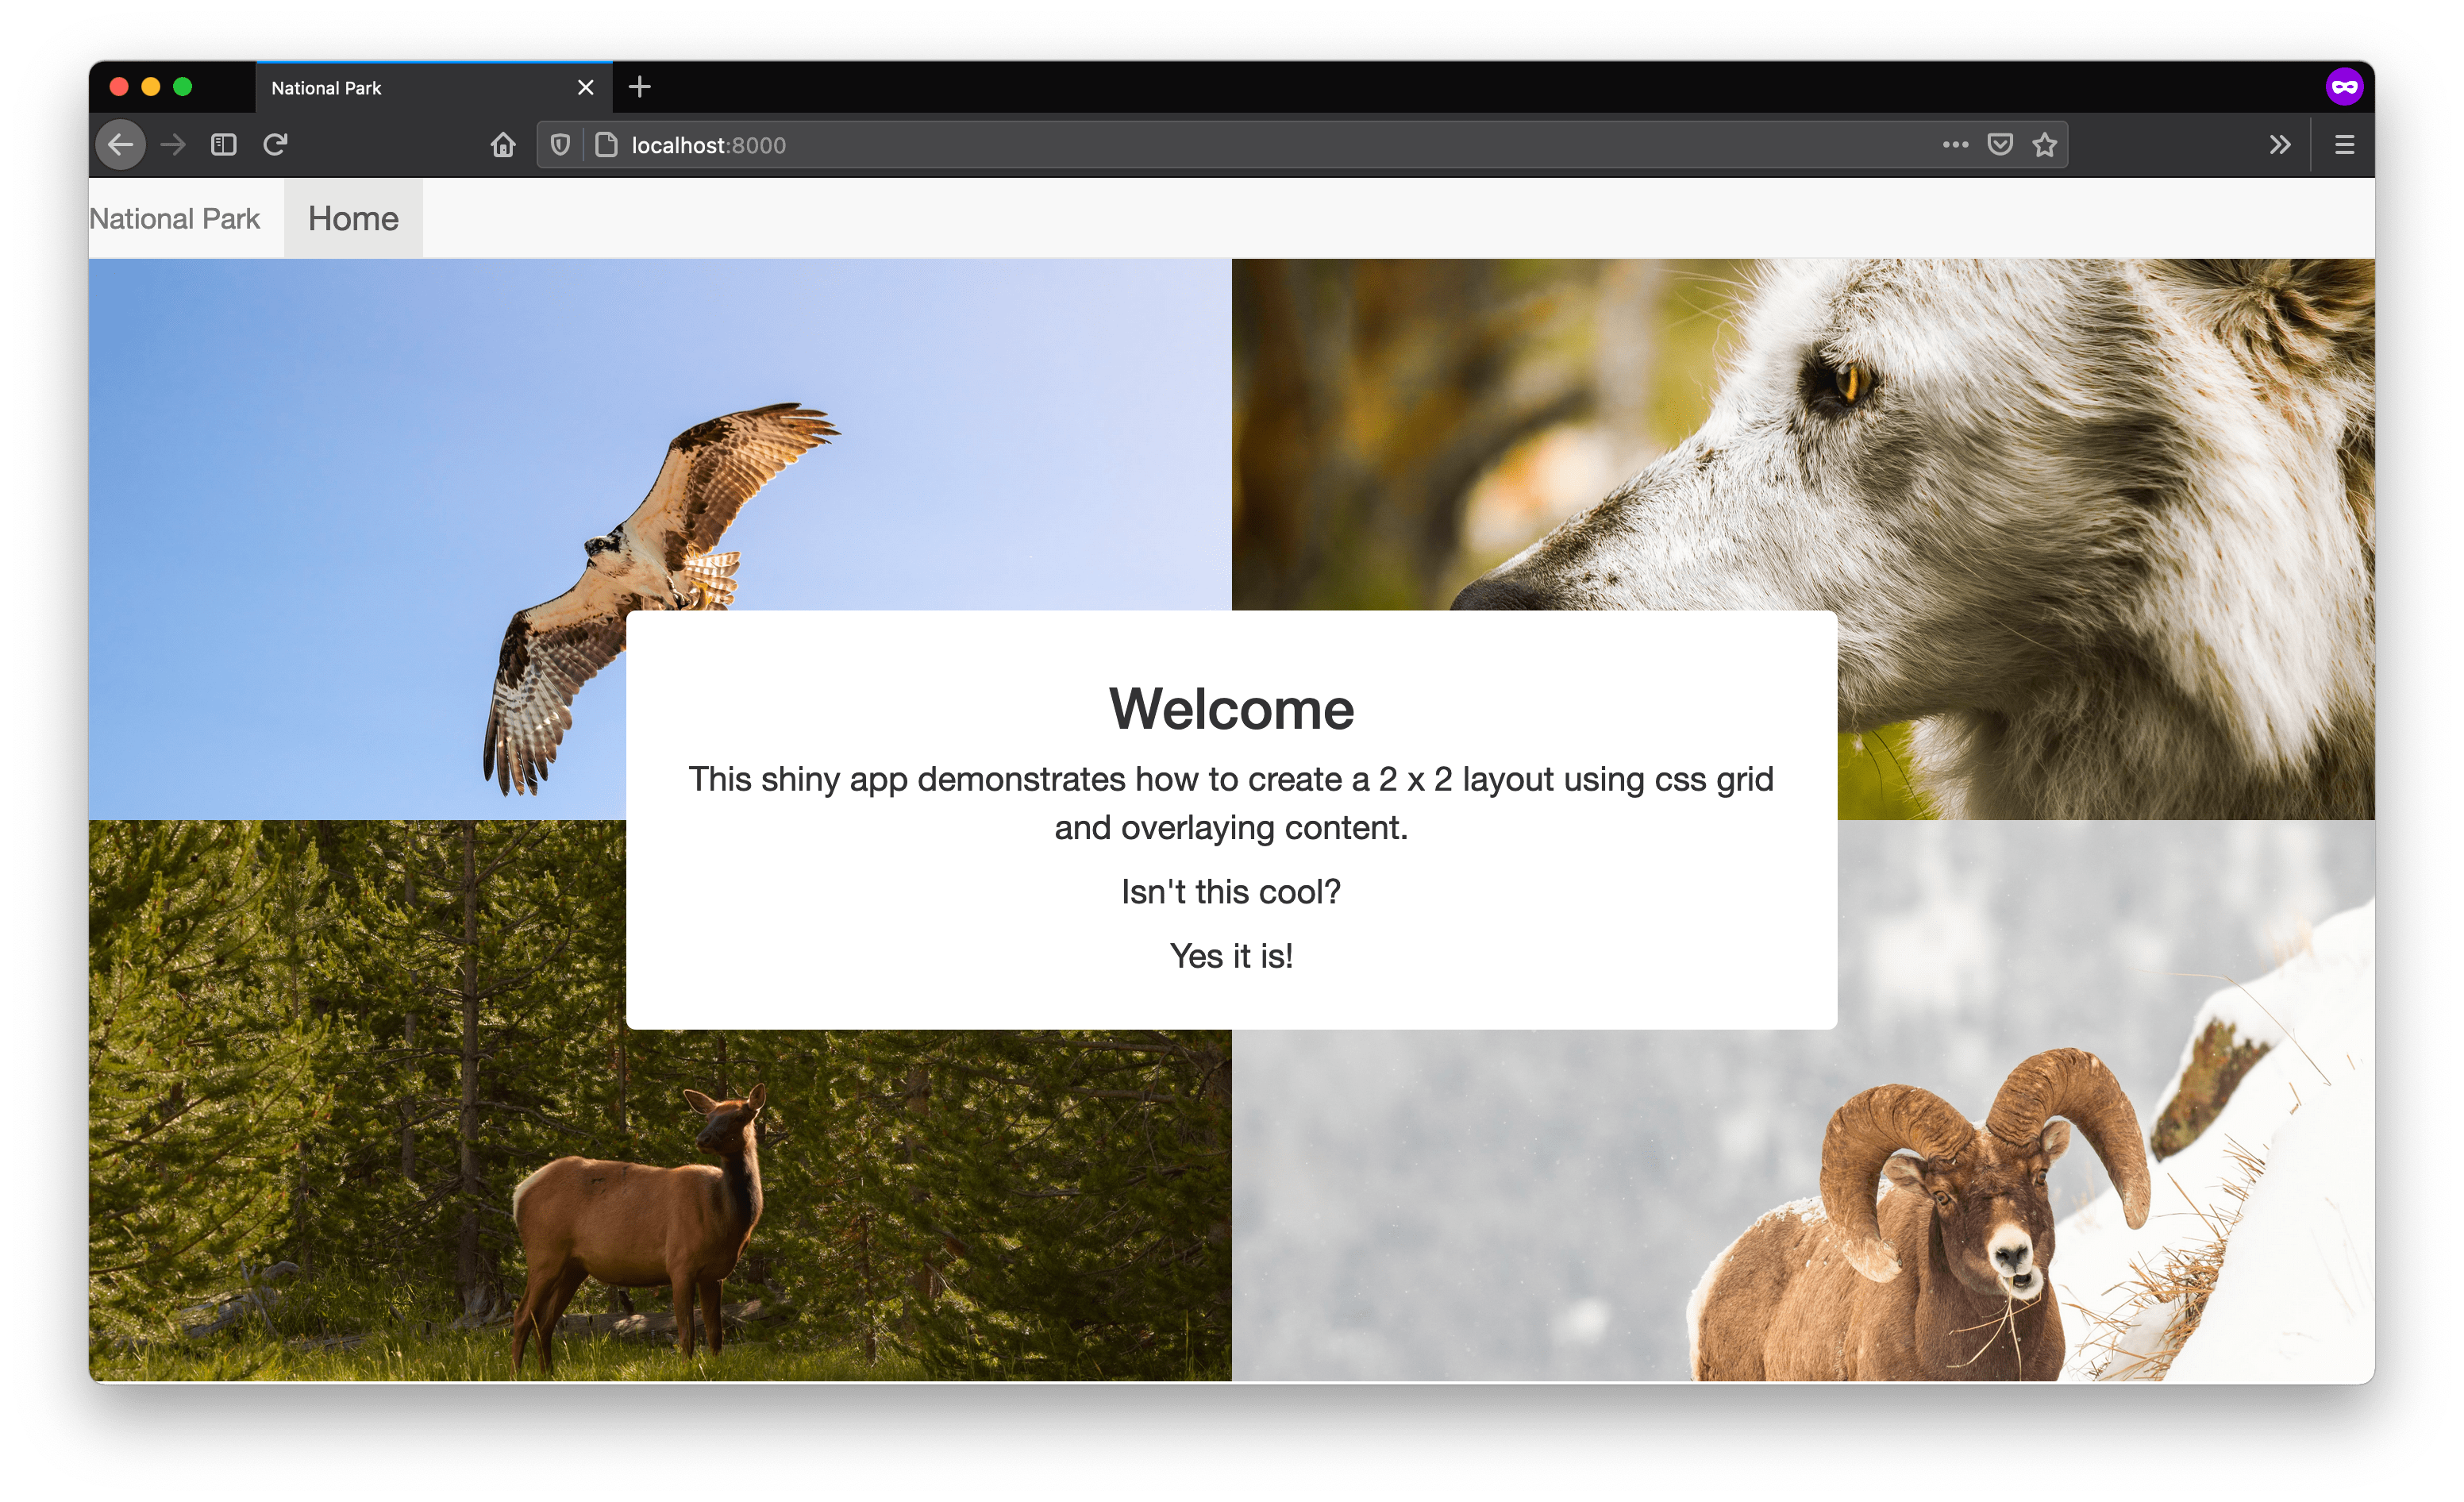 National Park
localhost:8000
National Park Home
Welcome
This shiny app demonstrates how to create a 2 x 2 layout using css grid
and overlaying content.
Isn't this cool?
Yes it is!